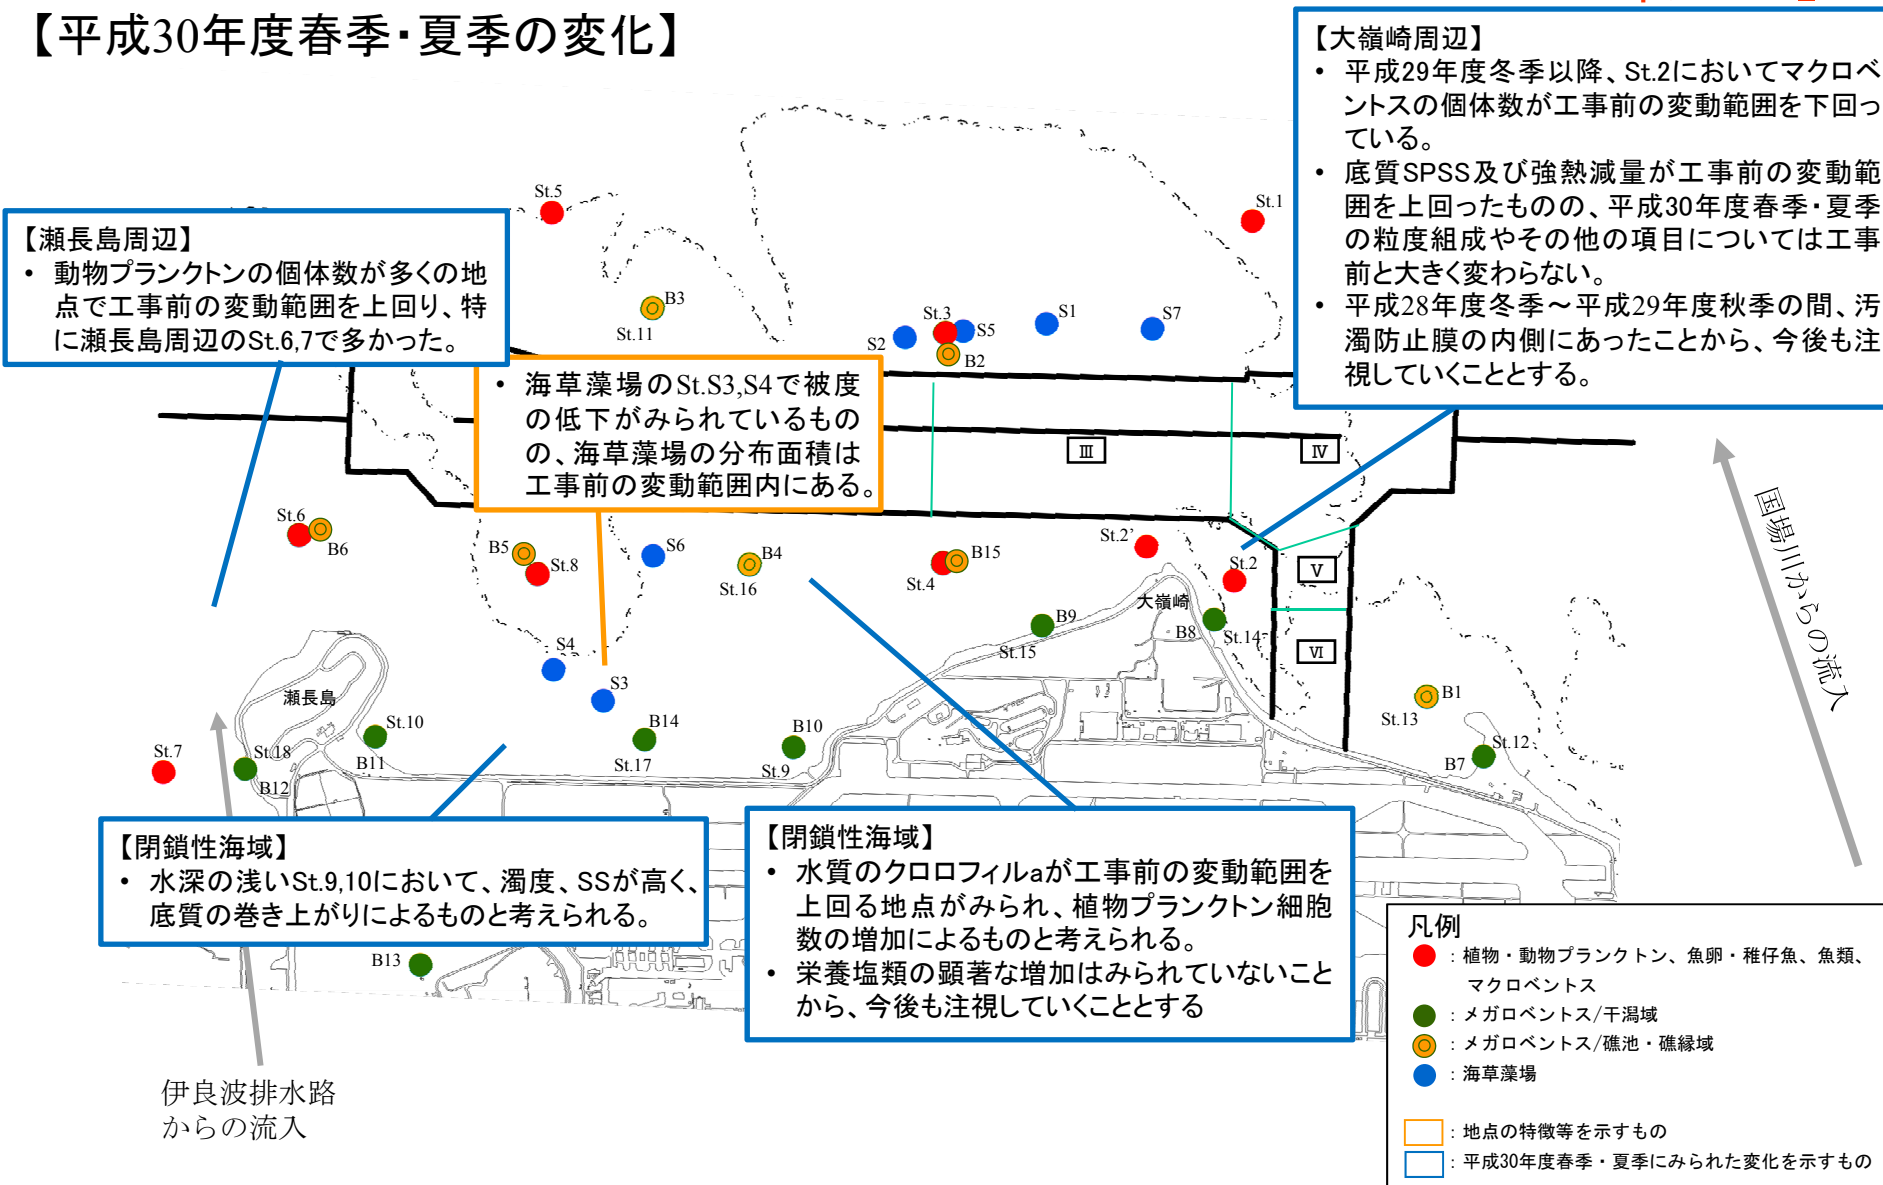 【平成30年度春季・夏季の変化】
【大嶺崎周辺】
• 平成29年度冬季以降、St.2においてマクロベ
ントスの個体数が工事前の変動範囲を下回っ
ている。
• 底質SPSS及び強熱減量が工事前の変動範
囲を上回ったものの、平成30年度春季・夏季
の粒度組成やその他の項目については工事
前と大きく変わらない。
• 平成28年度冬季～平成29年度秋季の間、汚
濁防止膜の内側にあったことから、今後も注
視していくこととする。
St.5
St.1
【瀬長島周辺】
• 動物プランクトンの個体数が多くの地
点で工事前の変動範囲を上回り、特
に瀬長島周辺のSt.6,7で多かった。
B3
St.11
St.3
S5
S1
S7
S2
B2
• 海草藻場のSt.S3,S4で被度
の低下がみられているもの
の、海草藻場の分布面積は
工事前の変動範囲内にある。
Ⅲ
Ⅳ
国場川からの流入
St.6
B6
B5
St.8
S6
B4
St.16
B15
St.4
St.2’
St.2
Ⅴ
大嶺崎
B9
St.15
B8
St.14
Ⅵ
S4
S3
瀬長島
B1
St.13
St.10
B11
B14
St.17
B10
St.9
St.12
B7
St.7
St.18
B12
【閉鎖性海域】
• 水深の浅いSt.9,10において、濁度、SSが高く、
底質の巻き上がりによるものと考えられる。
【閉鎖性海域】
• 水質のクロロフィルaが工事前の変動範囲を
上回る地点がみられ、植物プランクトン細胞
数の増加によるものと考えられる。
• 栄養塩類の顕著な増加はみられていないこと
から、今後も注視していくこととする
B13
伊良波排水路
からの流入
凡例
：植物・動物プランクトン、魚卵・稚仔魚、魚類、
マクロベントス
：メガロベントス/干潟域
：メガロベントス/礁池・礁縁域
：海草藻場
：地点の特徴等を示すもの
：平成30年度春季・夏季にみられた変化を示すもの